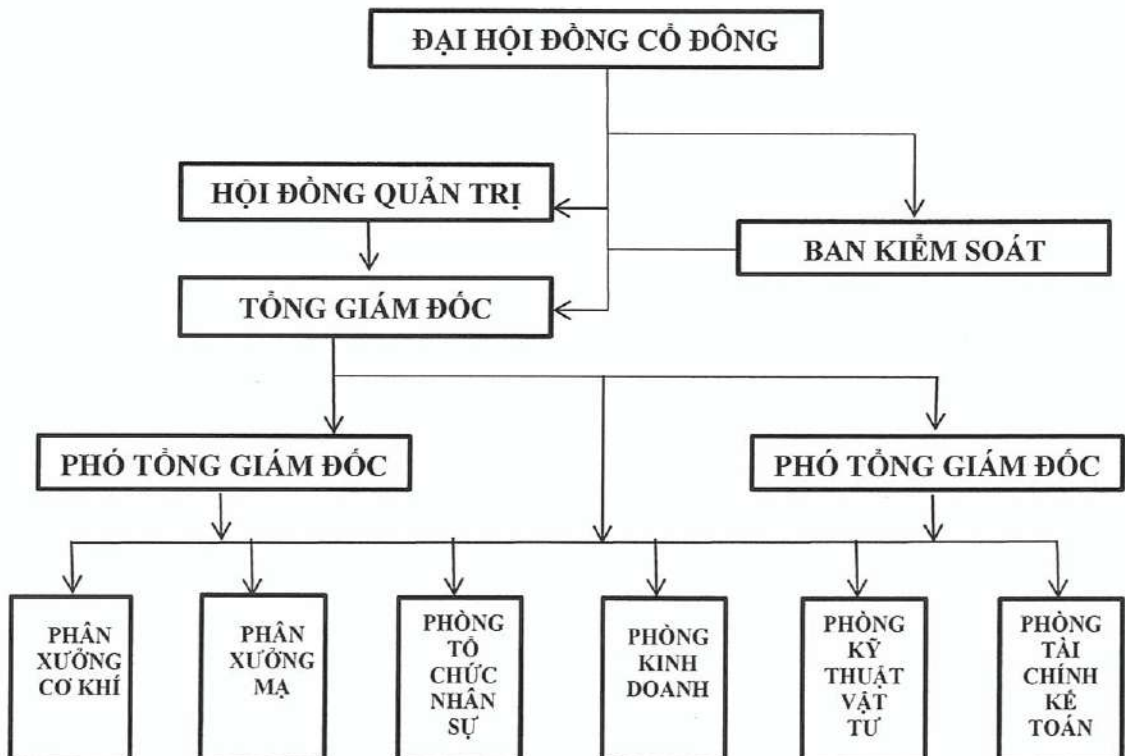 ĐẠI HỘI ĐỒNG CỔ ĐÔNG
HỘI ĐỒNG QUẢN TRỊ
BAN KIỂM SOÁT
TỔNG GIÁM ĐỐC
PHÓ TỔNG GIÁM ĐỐC
PHÓ TỔNG GIÁM ĐỐC
PHÂN
XƯỞNG
CƠ KHÍ
PHÂN
XƯỞNG
MẠ
PHÒNG
TỔ
CHỨC
NHÂN
SỰ
PHÒNG
KINH
DOANH
PHÒNG
KỸ
THUẬT
VẬT
TƯ
PHÒNG
TÀI
CHÍNH
KẾ
TOÁN